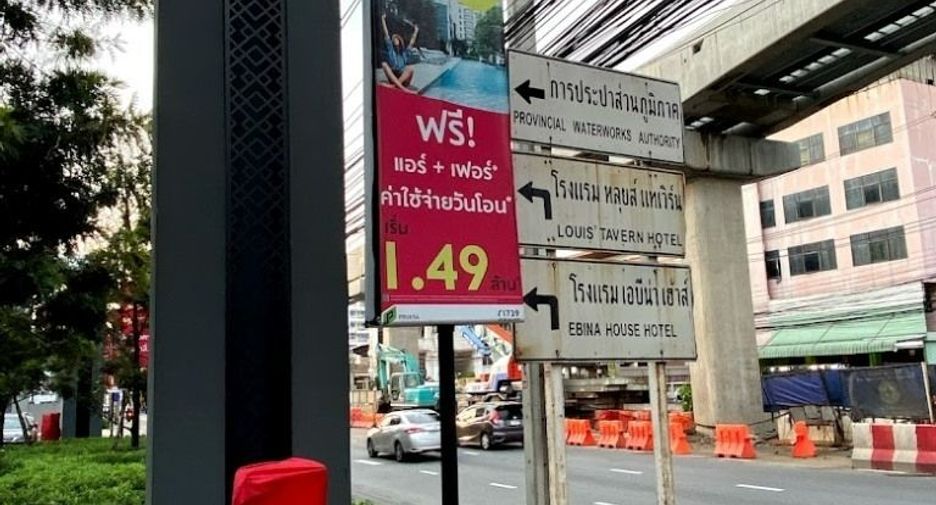 ฟรี!
แอร์ + เฟอร์*
ค่าใช้จ่ายวันโอน*
เริ่ม
1.49 ล้าน*
PRUKSA
การประปาส่วนภูมิภาค
PROVINCIAL WATERWORKS AUTHORITY
โรงแรม หลุยส์ แทเวิร์น
LOUIS' TAVERN HOTEL
โรงแรม เอบีน่า เฮ้าส์
EBINA HOUSE HOTEL